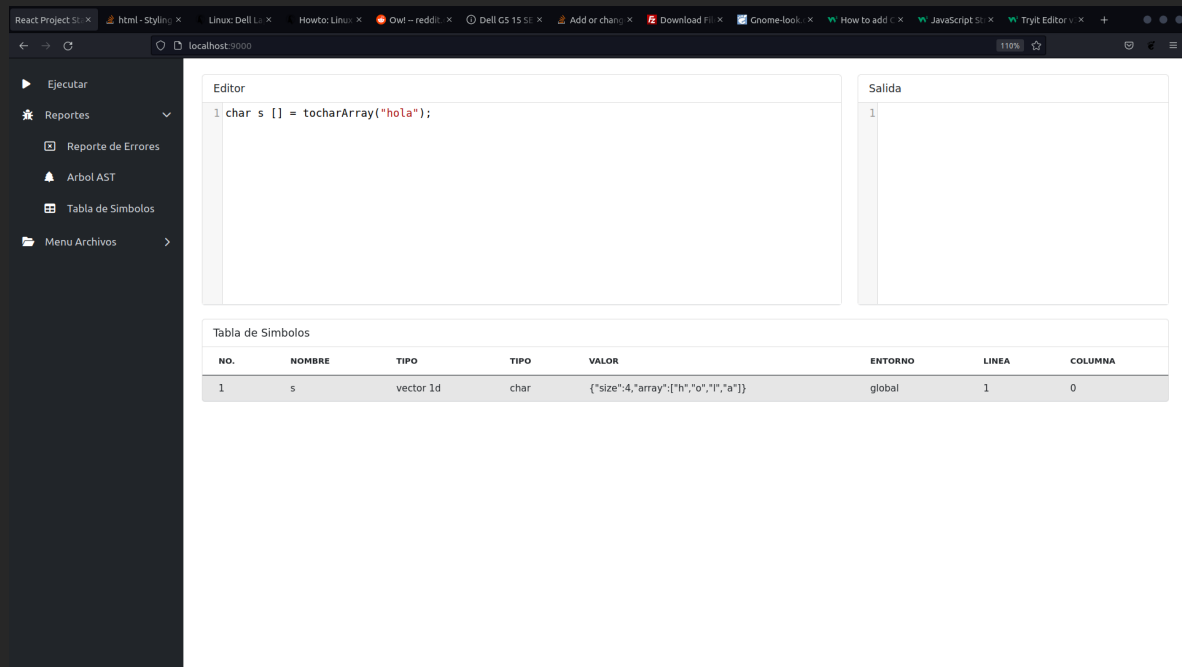 React Project St
html - Styling
Linux: Dell La
Howto: Linux
Ow! -- reddit.
Dell G5 15 SE
Add or chang
Download Fil
Gnome-look.
How to add C
JavaScript St
Tryit Editor v
localhost:9000
110%
Ejecutar
Reportes
Reporte de Errores
Arbol AST
Tabla de Simbolos
Menu Archivos
Editor
1 char s [] = tocharArray("hola");
Salida
1
Tabla de Simbolos
NO. NOMBRE TIPO TIPO VALOR ENTORNO LINEA COLUMNA
1 s vector 1d char {"size":4,"array":["h","o","l","a"]} global 1 0